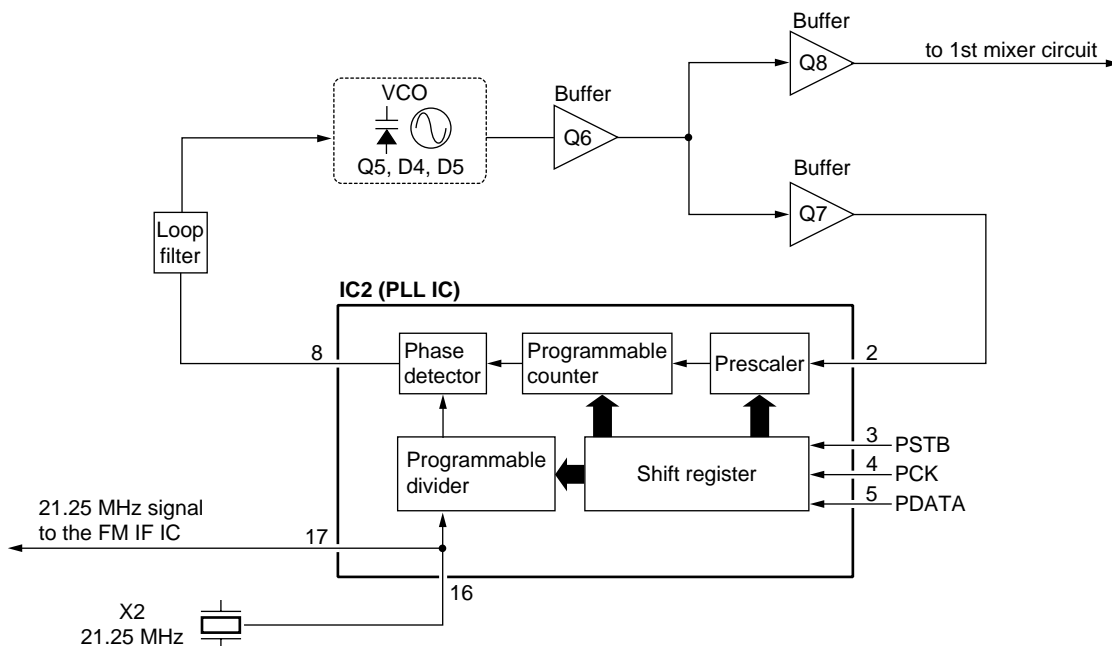 Buffer
Q8
to 1st mixer circuit
VCO
Q5, D4, D5
Buffer
Q6
Buffer
Q7
Loop
filter
IC2 (PLL IC)
8
Phase
detector
Programmable
counter
Prescaler
2
Programmable
divider
Shift register
3 PSTB
4 PCK
5 PDATA
21.25 MHz signal
to the FM IF IC
17
16
X2
21.25 MHz